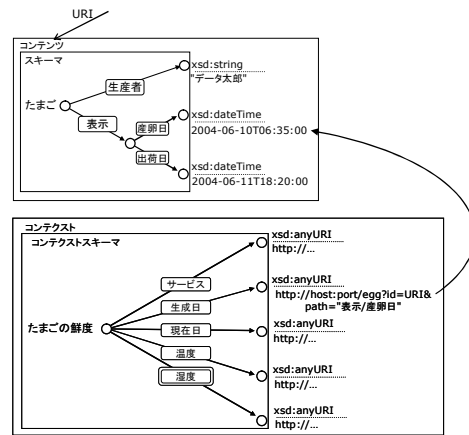 URI
コンテンツ
スキーマ
xsd:string
"データ太郎"
生産者
たまご
表示
産卵日
xsd:dateTime
2004-06-10T06:35:00
出荷日
xsd:dateTime
2004-06-11T18:20:00
コンテクスト
コンテクストスキーマ
xsd:anyURI
http://...
サービス
xsd:anyURI
http://host:port/egg?id=URI&
path="表示/産卵日"
生成日
たまごの鮮度
現在日
xsd:anyURI
http://...
温度
xsd:anyURI
http://...
湿度
xsd:anyURI
http://...